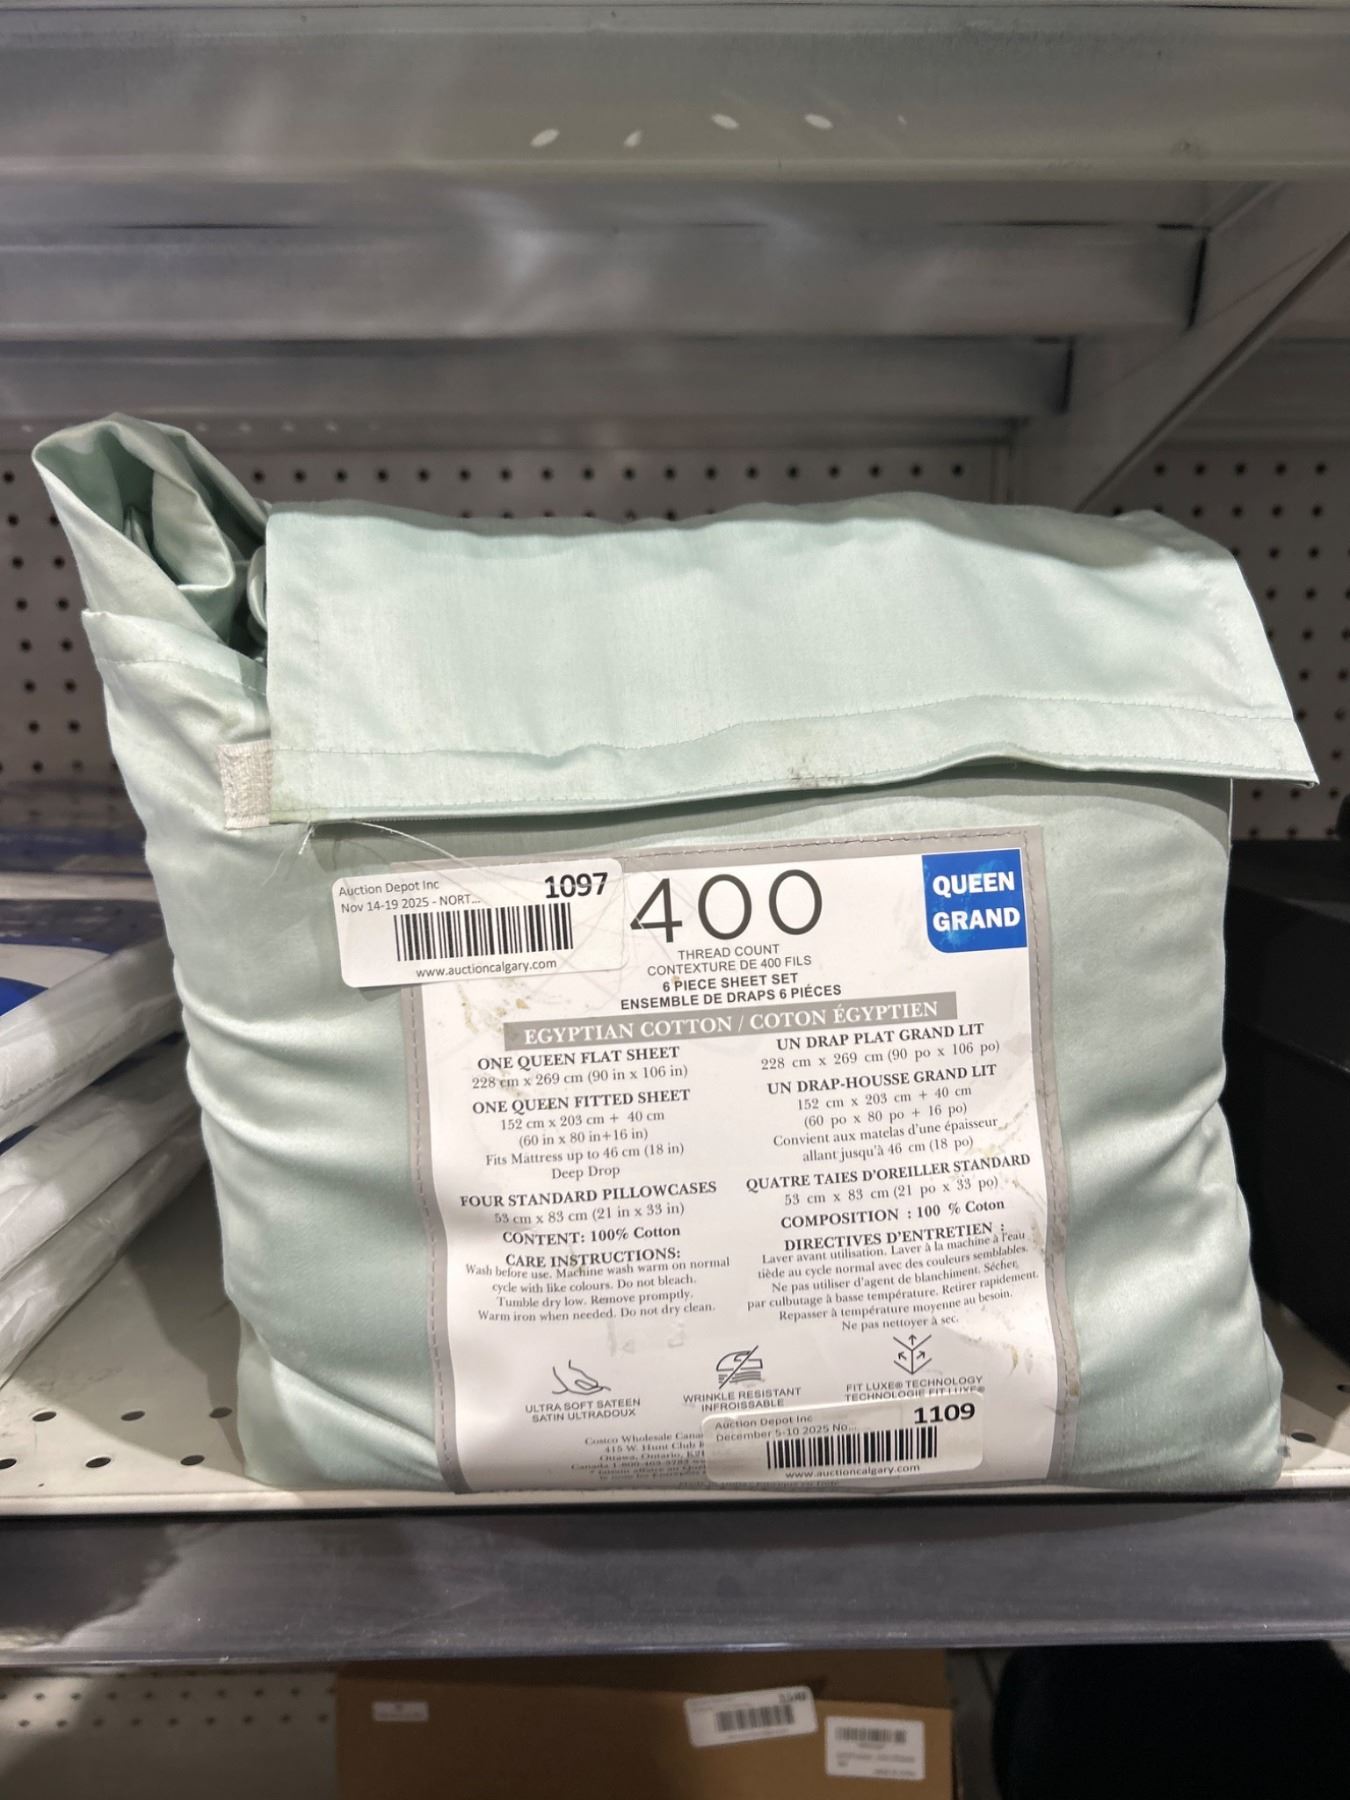 Auction Depot Inc
1097
Nov 14-19 2025 - NORT...
www.auctioncalgary.com
400
THREAD COUNT
CONTEXTURE DE 400 FILS
6 PIECE SHEET SET
ENSEMBLE DE DRAPS 6 PIÉCES
QUEEN
GRAND
EGYPTIAN COTTON / COTON ÉGYPTIEN
ONE QUEEN FLAT SHEET
228 cm x 269 cm (90 in x 106 in)
ONE QUEEN FITTED SHEET
152 cm x 203 cm + 40 cm
(60 in x 80 in+16 in)
Fits Mattress up to 46 cm (18 in)
Deep Drop
FOUR STANDARD PILLOWCASES
53 cm x 83 cm (21 in x 33 in)
CONTENT: 100% Cotton
CARE INSTRUCTIONS:
Wash before use. Machine wash warm on normal
cycle with like colours. Do not bleach.
Tumble dry low. Remove promptly.
Warm iron when needed. Do not dry clean.
UN DRAP PLAT GRAND LIT
228 cm x 269 cm (90 po x 106 po)
UN DRAP-HOUSSE GRAND LIT
152 cm x 203 cm + 40 cm
(60 po x 80 po + 16 po)
Convient aux matelas d'une épaisseur
allant jusqu'à 46 cm (18 po)
QUATRE TAIES D'OREILLER STANDARD
53 cm x 83 cm (21 po x 33 po)
COMPOSITION : 100 % Coton
DIRECTIVES D'ENTRETIEN :
Laver avant utilisation. Laver à la machine à l'eau
tiède au cycle normal avec des couleurs semblables.
Ne pas utiliser d'agent de blanchiment. Sécher
par culbutage à basse température. Retirer rapidement.
Repasser à température moyenne au besoin.
Ne pas nettoyer à sec.
ULTRA SOFT SATEEN
SATIN ULTRADOUX
WRINKLE RESISTANT
INFROISSABLE
FIT LUXE® TECHNOLOGY
TECHNOLOGIE FIT LUXE®
Costco Wholesale Cana
415 W. Hunt Club
Ottawa, Ontario,
Auction Depot Inc
1109
December 5-10 2025 No...
www.auctioncalgary.com